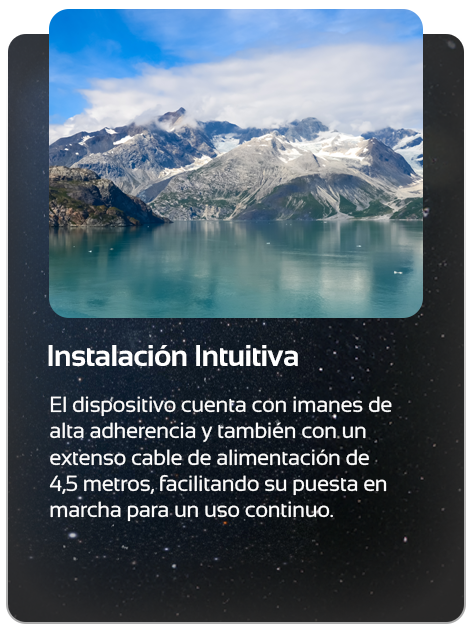 Instalación Intuitiva
El dispositivo cuenta con imanes de
alta adherencia y también con un
extenso cable de alimentación de
4,5 metros, facilitando su puesta en
marcha para un uso continuo.